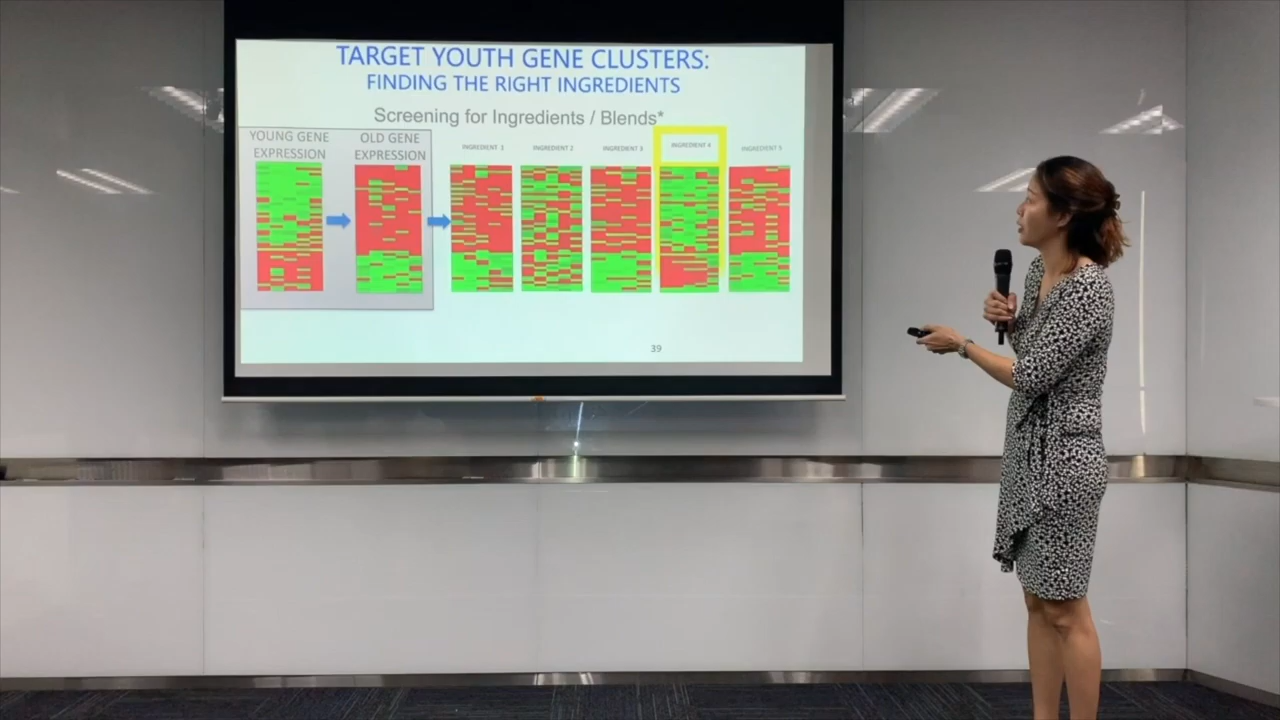 TARGET YOUTH GENE CLUSTERS:
FINDING THE RIGHT INGREDIENTS
Screening for Ingredients / Blends*
YOUNG GENE
EXPRESSION
OLD GENE
EXPRESSION
INGREDIENT 1
INGREDIENT 2
INGREDIENT 3
INGREDIENT 4
INGREDIENT 5
39